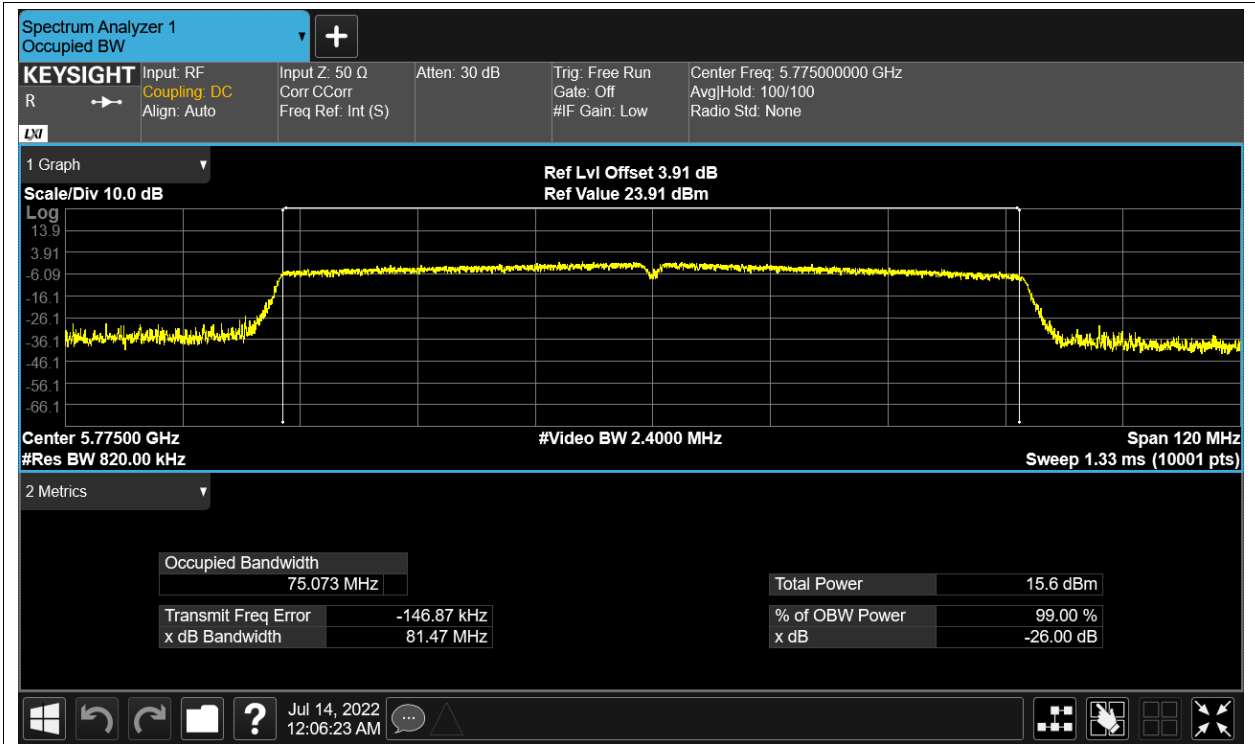 Spectrum Analyzer 1
Occupied BW
KEYSIGHT
R
LXI
Input: RF
Coupling: DC
Align: Auto
Input Z: 50 Ω
Corr CCorr
Freq Ref: Int (S)
Atten: 30 dB
Trig: Free Run
Gate: Off
#IF Gain: Low
Center Freq: 5.775000000 GHz
Avg|Hold: 100/100
Radio Std: None
1 Graph
Scale/Div 10.0 dB
Ref Lvl Offset 3.91 dB
Ref Value 23.91 dBm
Log
13.9
3.91
-6.09
-16.1
-26.1
-36.1
-46.1
-56.1
-66.1
Center 5.77500 GHz
#Video BW 2.4000 MHz
Span 120 MHz
#Res BW 820.00 kHz
Sweep 1.33 ms (10001 pts)
2 Metrics
Occupied Bandwidth
75.073 MHz
Total Power 15.6 dBm
Transmit Freq Error -146.87 kHz
% of OBW Power 99.00 %
x dB Bandwidth 81.47 MHz
x dB -26.00 dB
?
Jul 14, 2022
12:06:23 AM